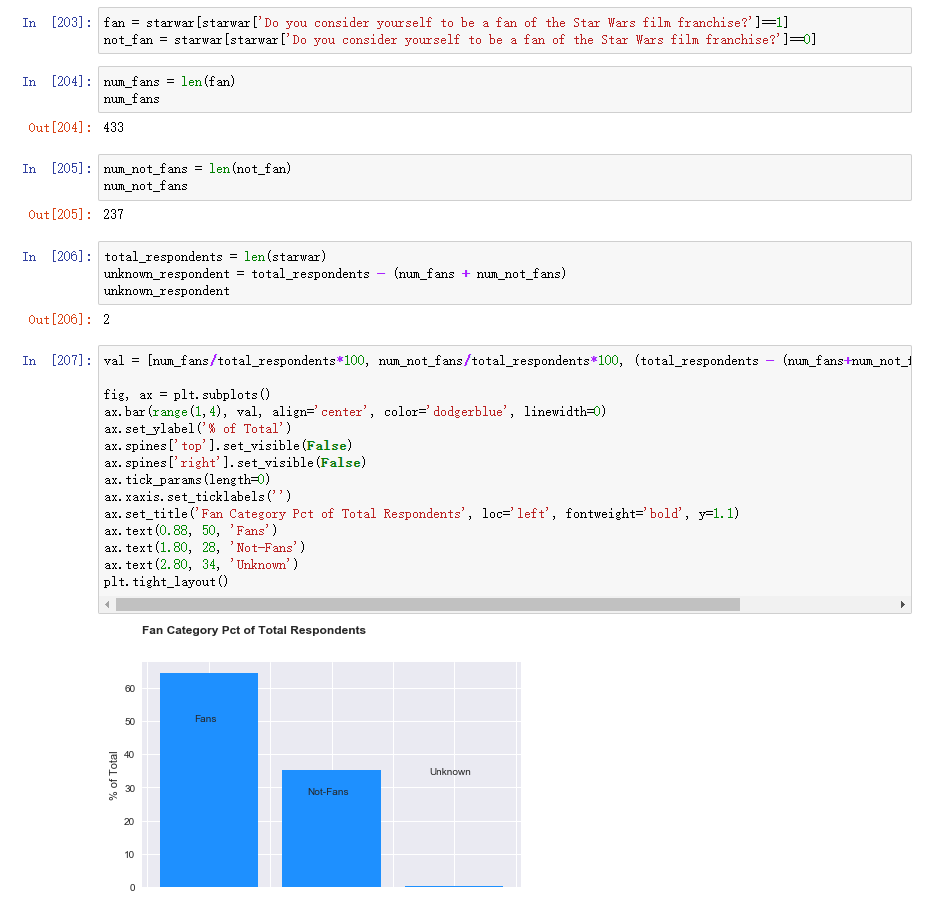 In [203]: fan = starwar[starwar['Do you consider yourself to be a fan of the Star Wars film franchise?']==1]
not_fan = starwar[starwar['Do you consider yourself to be a fan of the Star Wars film franchise?']==0]
In [204]: num_fans = len(fan)
num_fans
Out[204]: 433
In [205]: num_not_fans = len(not_fan)
num_not_fans
Out[205]: 237
In [206]: total_respondents = len(starwar)
unknown_respondent = total_respondents - (num_fans + num_not_fans)
unknown_respondent
Out[206]: 2
In [207]: val = [num_fans/total_respondents*100, num_not_fans/total_respondents*100, (total_respondents - (num_fans+num_not_f
fig, ax = plt.subplots()
ax.bar(range(1,4), val, align='center', color='dodgerblue', linewidth=0)
ax.set_ylabel('% of Total')
ax.spines['top'].set_visible(False)
ax.spines['right'].set_visible(False)
ax.tick_params(length=0)
ax.xaxis.set_ticklabels('')
ax.set_title('Fan Category Pct of Total Respondents', loc='left', fontweight='bold', y=1.1)
ax.text(0.88, 50, 'Fans')
ax.text(1.80, 28, 'Not-Fans')
ax.text(2.80, 34, 'Unknown')
plt.tight_layout()
Fan Category Pct of Total Respondents
% of Total
60
50
40
30
20
10
0
Fans
Not-Fans
Unknown